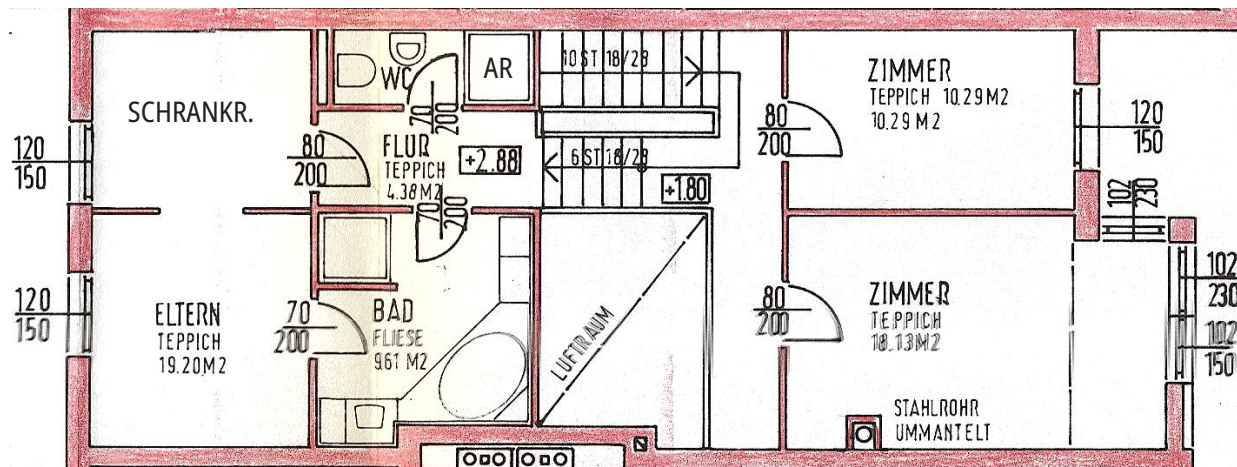 SCHRANKR.
120
150
WC
AR
70
200
10 ST 18/28
80
200
FLUR
TEPPICH
4.38 M2
+2.88
6 ST 18/28
+1.80
80
200
ZIMMER
TEPPICH 10.29 M2
10.29 M2
120
150
102
230
120
150
ELTERN
TEPPICH
19.20 M2
70
200
70
200
BAD
FLIESE
9.61 M2
LUFTRAUM
80
200
ZIMMER
TEPPICH
18.13 M2
STAHLROHR
UMMANTELT
102
230
102
150